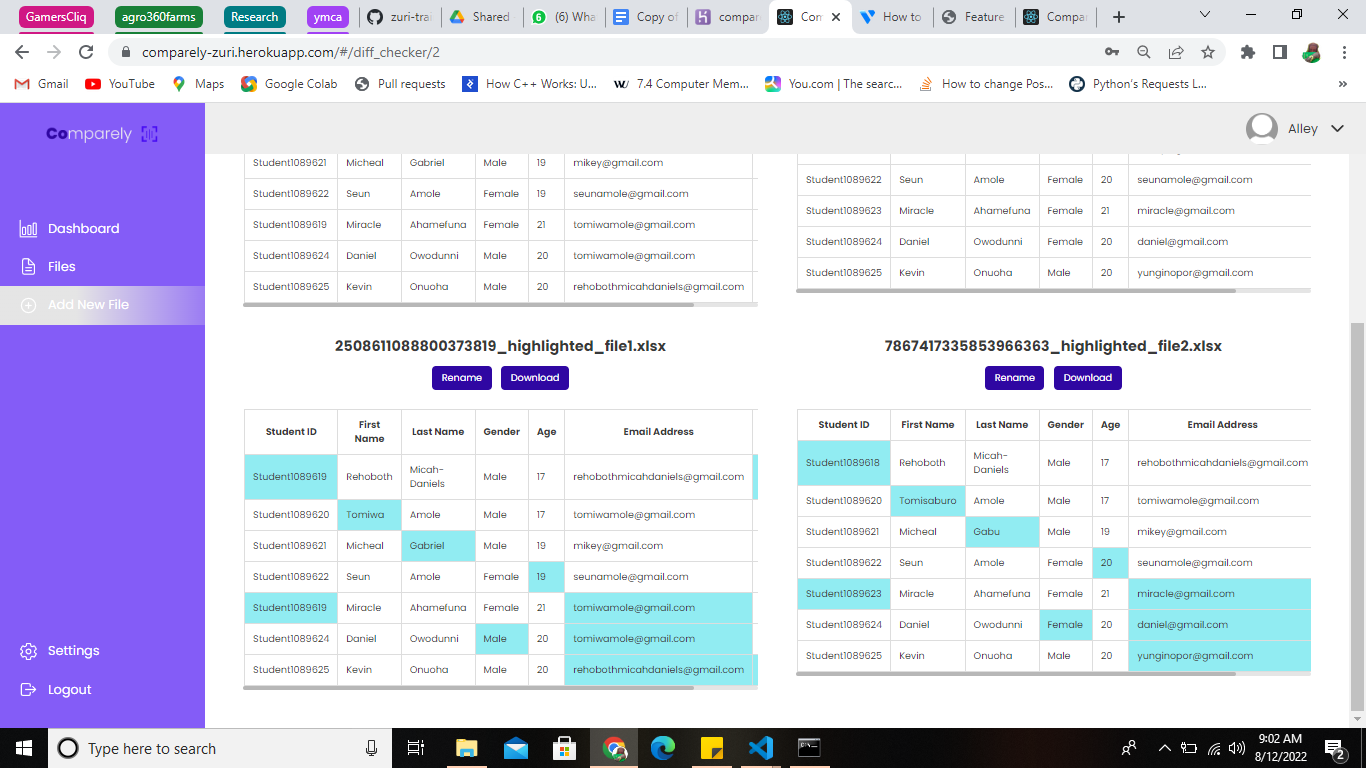 GamersCliq agro360farms Research ymca zuri-trai Shared (6) Wha Copy of compar Com How to Feature Compar
comparely-zuri.herokuapp.com/#/diff_checker/2
Gmail YouTube Maps Google Colab Pull requests How C++ Works: U... 7.4 Computer Mem... You.com | The searc... How to change Pos... Python's Requests L... »
Comparely
Alley
Dashboard
Files
Add New File
Settings
Logout
Student1089621 Micheal Gabriel Male 19 mikey@gmail.com
Student1089622 Seun Amole Female 19 seunamole@gmail.com
Student1089619 Miracle Ahamefuna Female 21 tomiwamole@gmail.com
Student1089624 Daniel Owodunni Male 20 tomiwamole@gmail.com
Student1089625 Kevin Onuoha Male 20 rehobothmicahdaniels@gmail.com
Student1089622 Seun Amole Female 20 seunamole@gmail.com
Student1089623 Miracle Ahamefuna Female 21 miracle@gmail.com
Student1089624 Daniel Owodunni Female 20 daniel@gmail.com
Student1089625 Kevin Onuoha Male 20 yunginopor@gmail.com
2508611088800373819_highlighted_file1.xlsx
Rename Download
Student ID First Name Last Name Gender Age Email Address
Student1089619 Rehoboth Micah-Daniels Male 17 rehobothmicahdaniels@gmail.com
Student1089620 Tomiwa Amole Male 17 tomiwamole@gmail.com
Student1089621 Micheal Gabriel Male 19 mikey@gmail.com
Student1089622 Seun Amole Female 19 seunamole@gmail.com
Student1089619 Miracle Ahamefuna Female 21 tomiwamole@gmail.com
Student1089624 Daniel Owodunni Male 20 tomiwamole@gmail.com
Student1089625 Kevin Onuoha Male 20 rehobothmicahdaniels@gmail.com
7867417335853966363_highlighted_file2.xlsx
Rename Download
Student ID First Name Last Name Gender Age Email Address
Student1089618 Rehoboth Micah-Daniels Male 17 rehobothmicahdaniels@gmail.com
Student1089620 Tomisaburo Amole Male 17 tomiwamole@gmail.com
Student1089621 Micheal Gabu Male 19 mikey@gmail.com
Student1089622 Seun Amole Female 20 seunamole@gmail.com
Student1089623 Miracle Ahamefuna Female 21 miracle@gmail.com
Student1089624 Daniel Owodunni Female 20 daniel@gmail.com
Student1089625 Kevin Onuoha Male 20 yunginopor@gmail.com
Type here to search
9:02 AM
8/12/2022
2